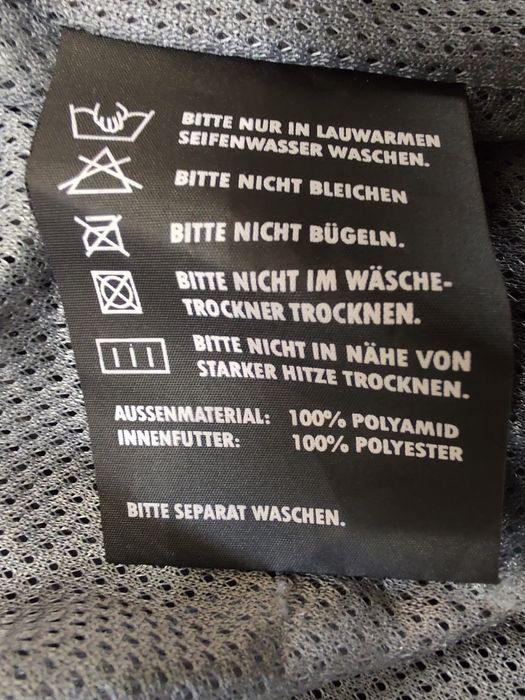 BITTE NUR IN LAUWARMEN
SEIFENWASSER WASCHEN.
BITTE NICHT BLEICHEN
BITTE NICHT BÜGELN.
BITTE NICHT IM WÄSCHE-
TROCKNER TROCKNEN.
BITTE NICHT IN NÄHE VON
STARKER HITZE TROCKNEN.
AUSSENMATERIAL: 100% POLYAMID
INNENFUTTER: 100% POLYESTER
BITTE SEPARAT WASCHEN.